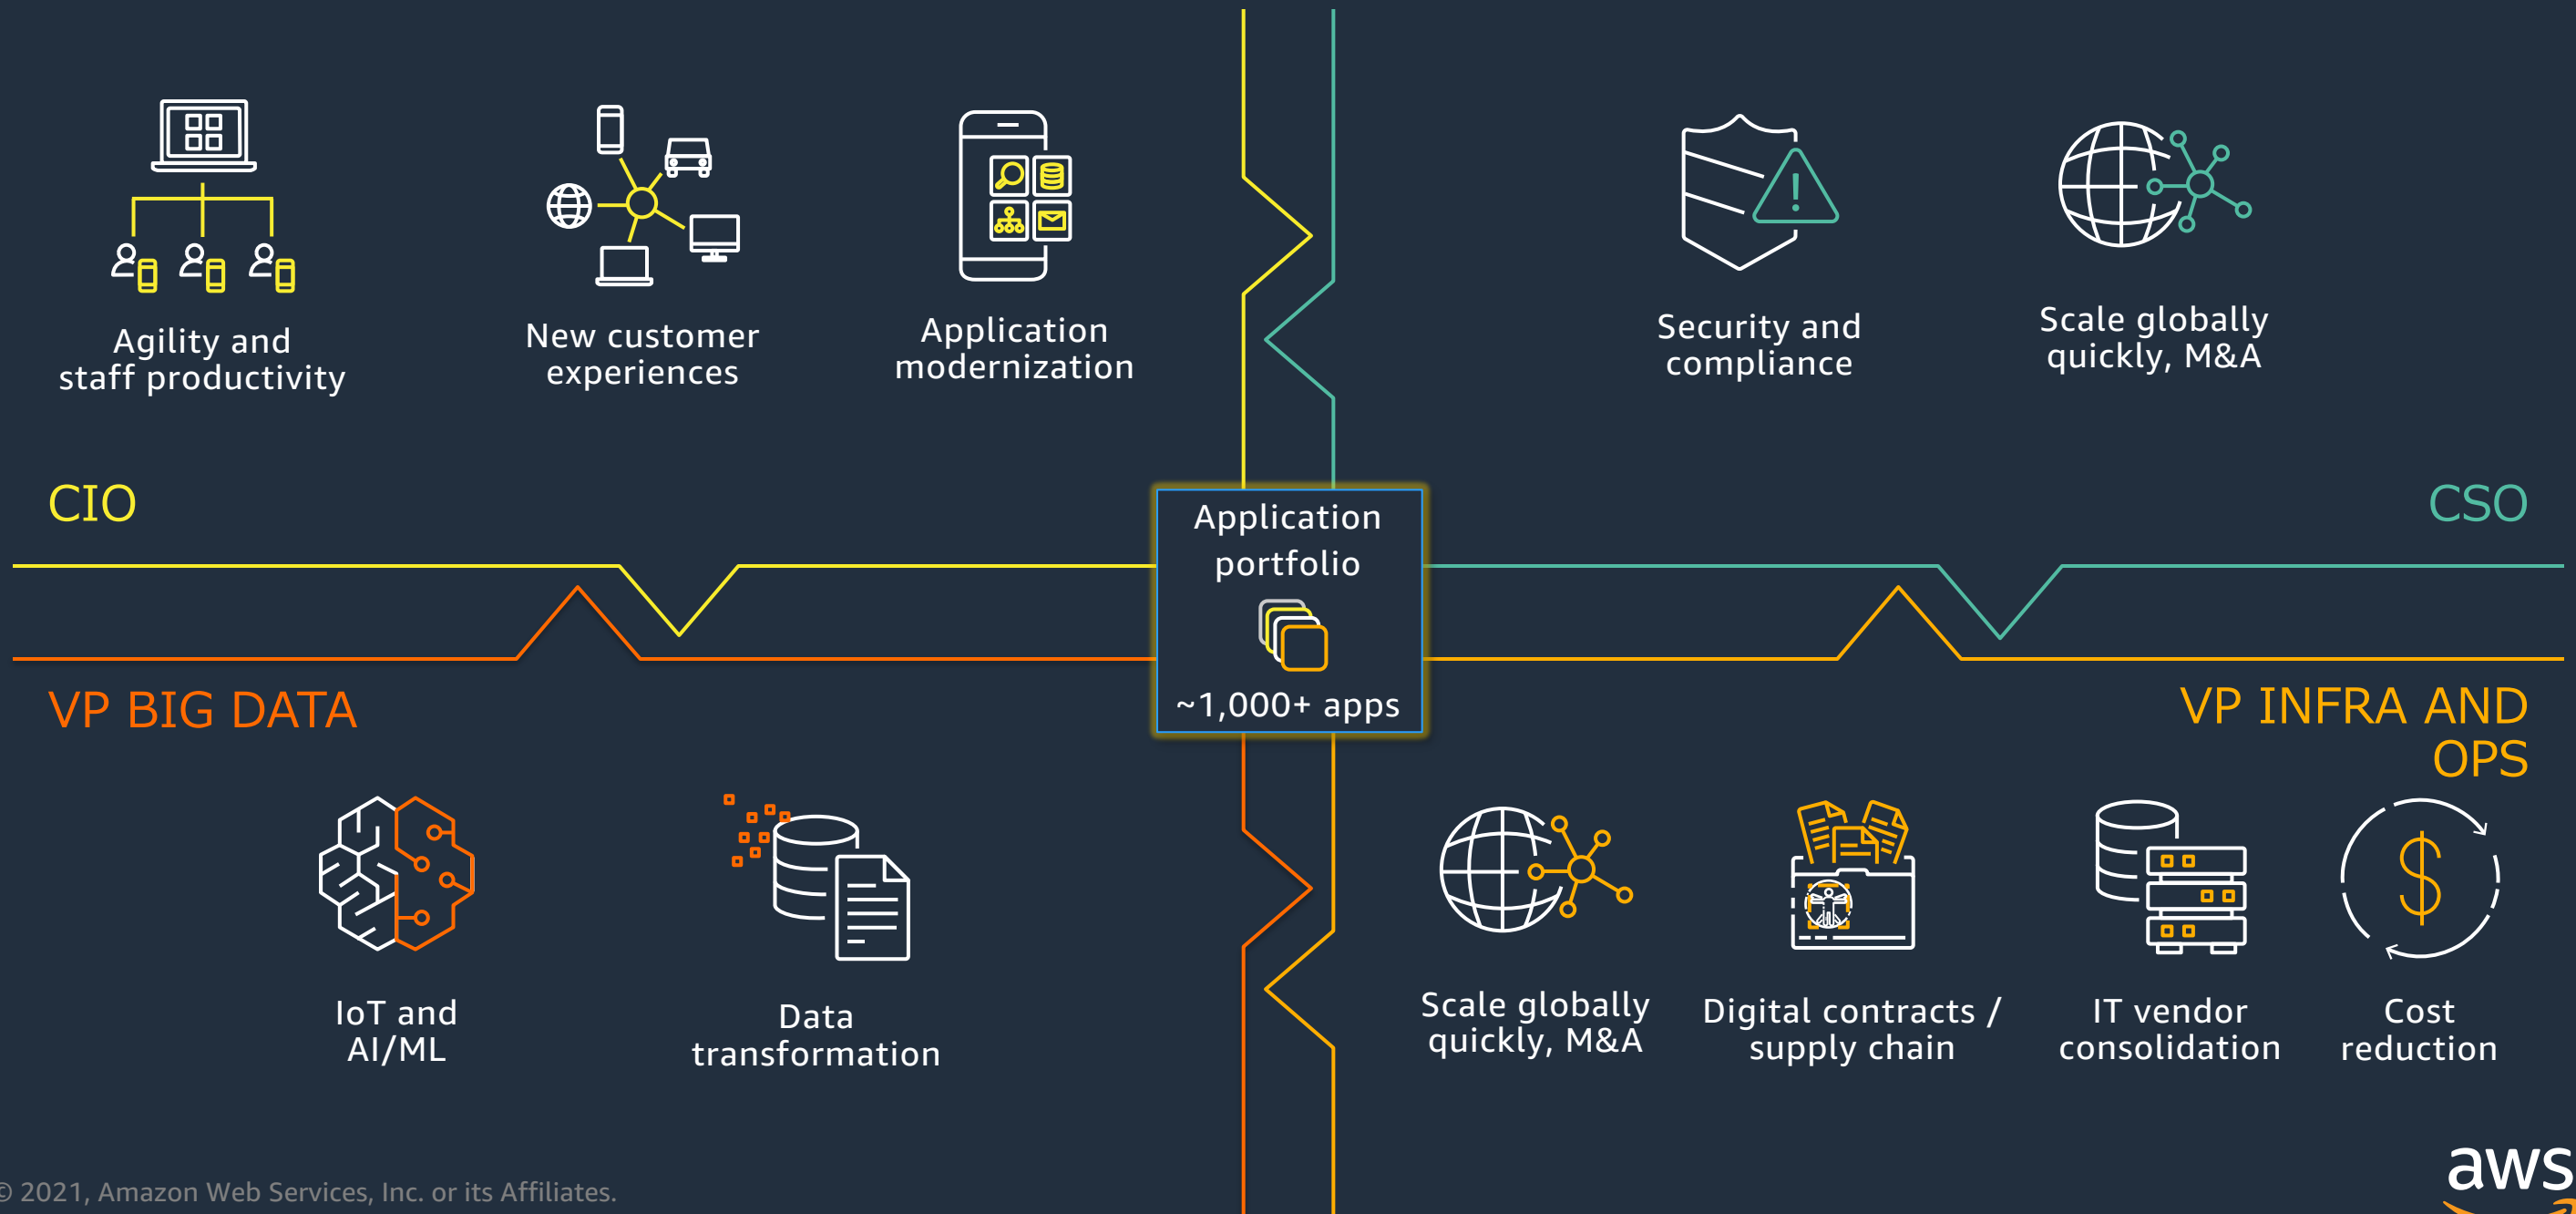 Agility and
staff productivity
New customer
experiences
Application
modernization
Security and
compliance
Scale globally
quickly, M&A
CIO
CSO
Application
portfolio
~1,000+ apps
VP BIG DATA
VP INFRA AND
OPS
IoT and
AI/ML
Data
transformation
Scale globally
quickly, M&A
Digital contracts /
supply chain
IT vendor
consolidation
Cost
reduction
© 2021, Amazon Web Services, Inc. or its Affiliates.
aws